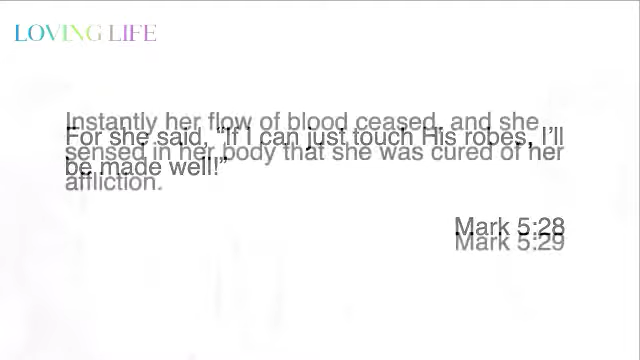 LOVING LIFE
Instantly her flow of blood ceased, and she
sensed in her body that she was cured of her
affliction.
Mark 5:29
For she said, “If I can just touch His robes, I’ll
be made well!”
Mark 5:28